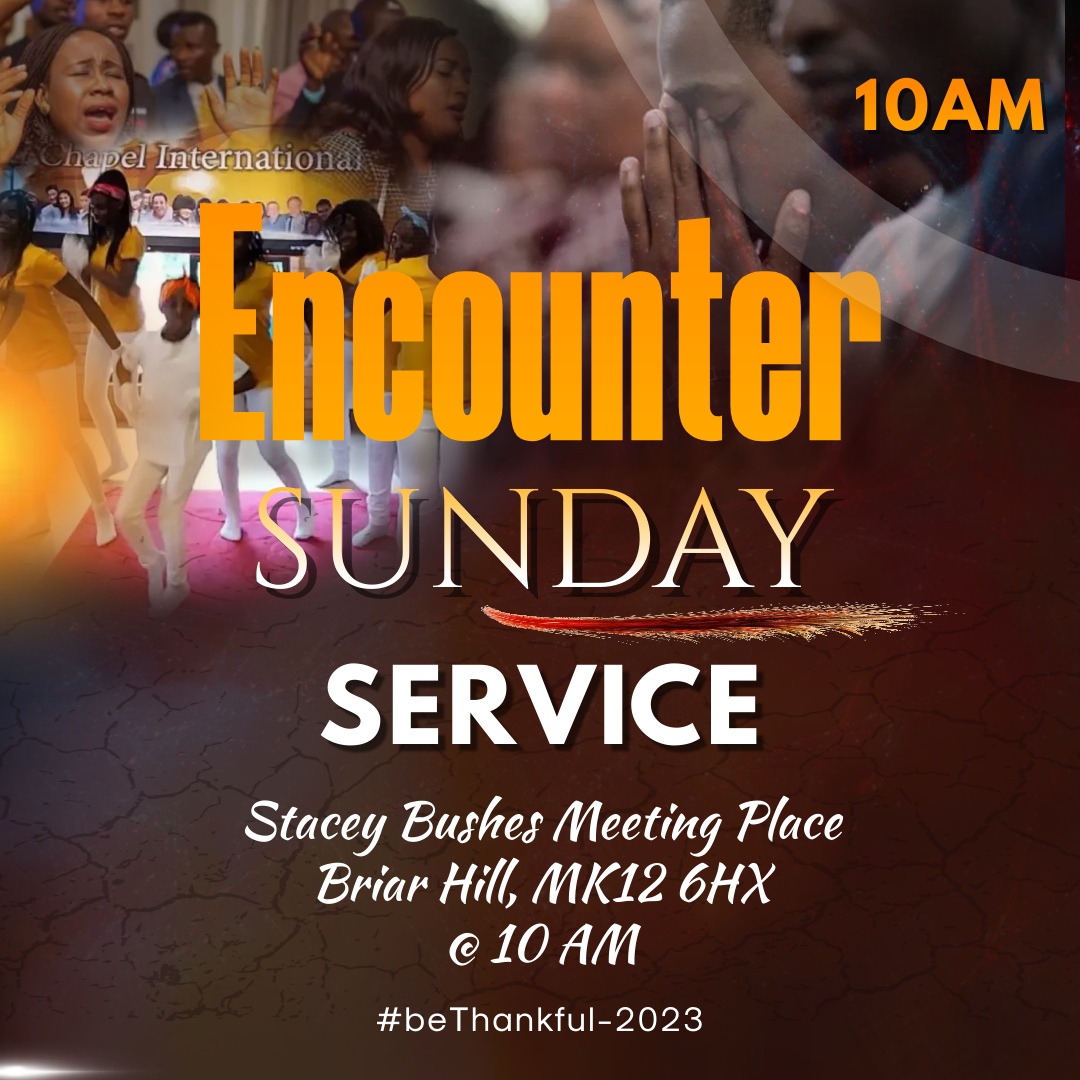 10AM
Chapel International
Encounter
SUNDAY
SERVICE
Stacey Bushes Meeting Place
Briar Hill, MK12 6HX
@ 10 AM
#beThankful-2023